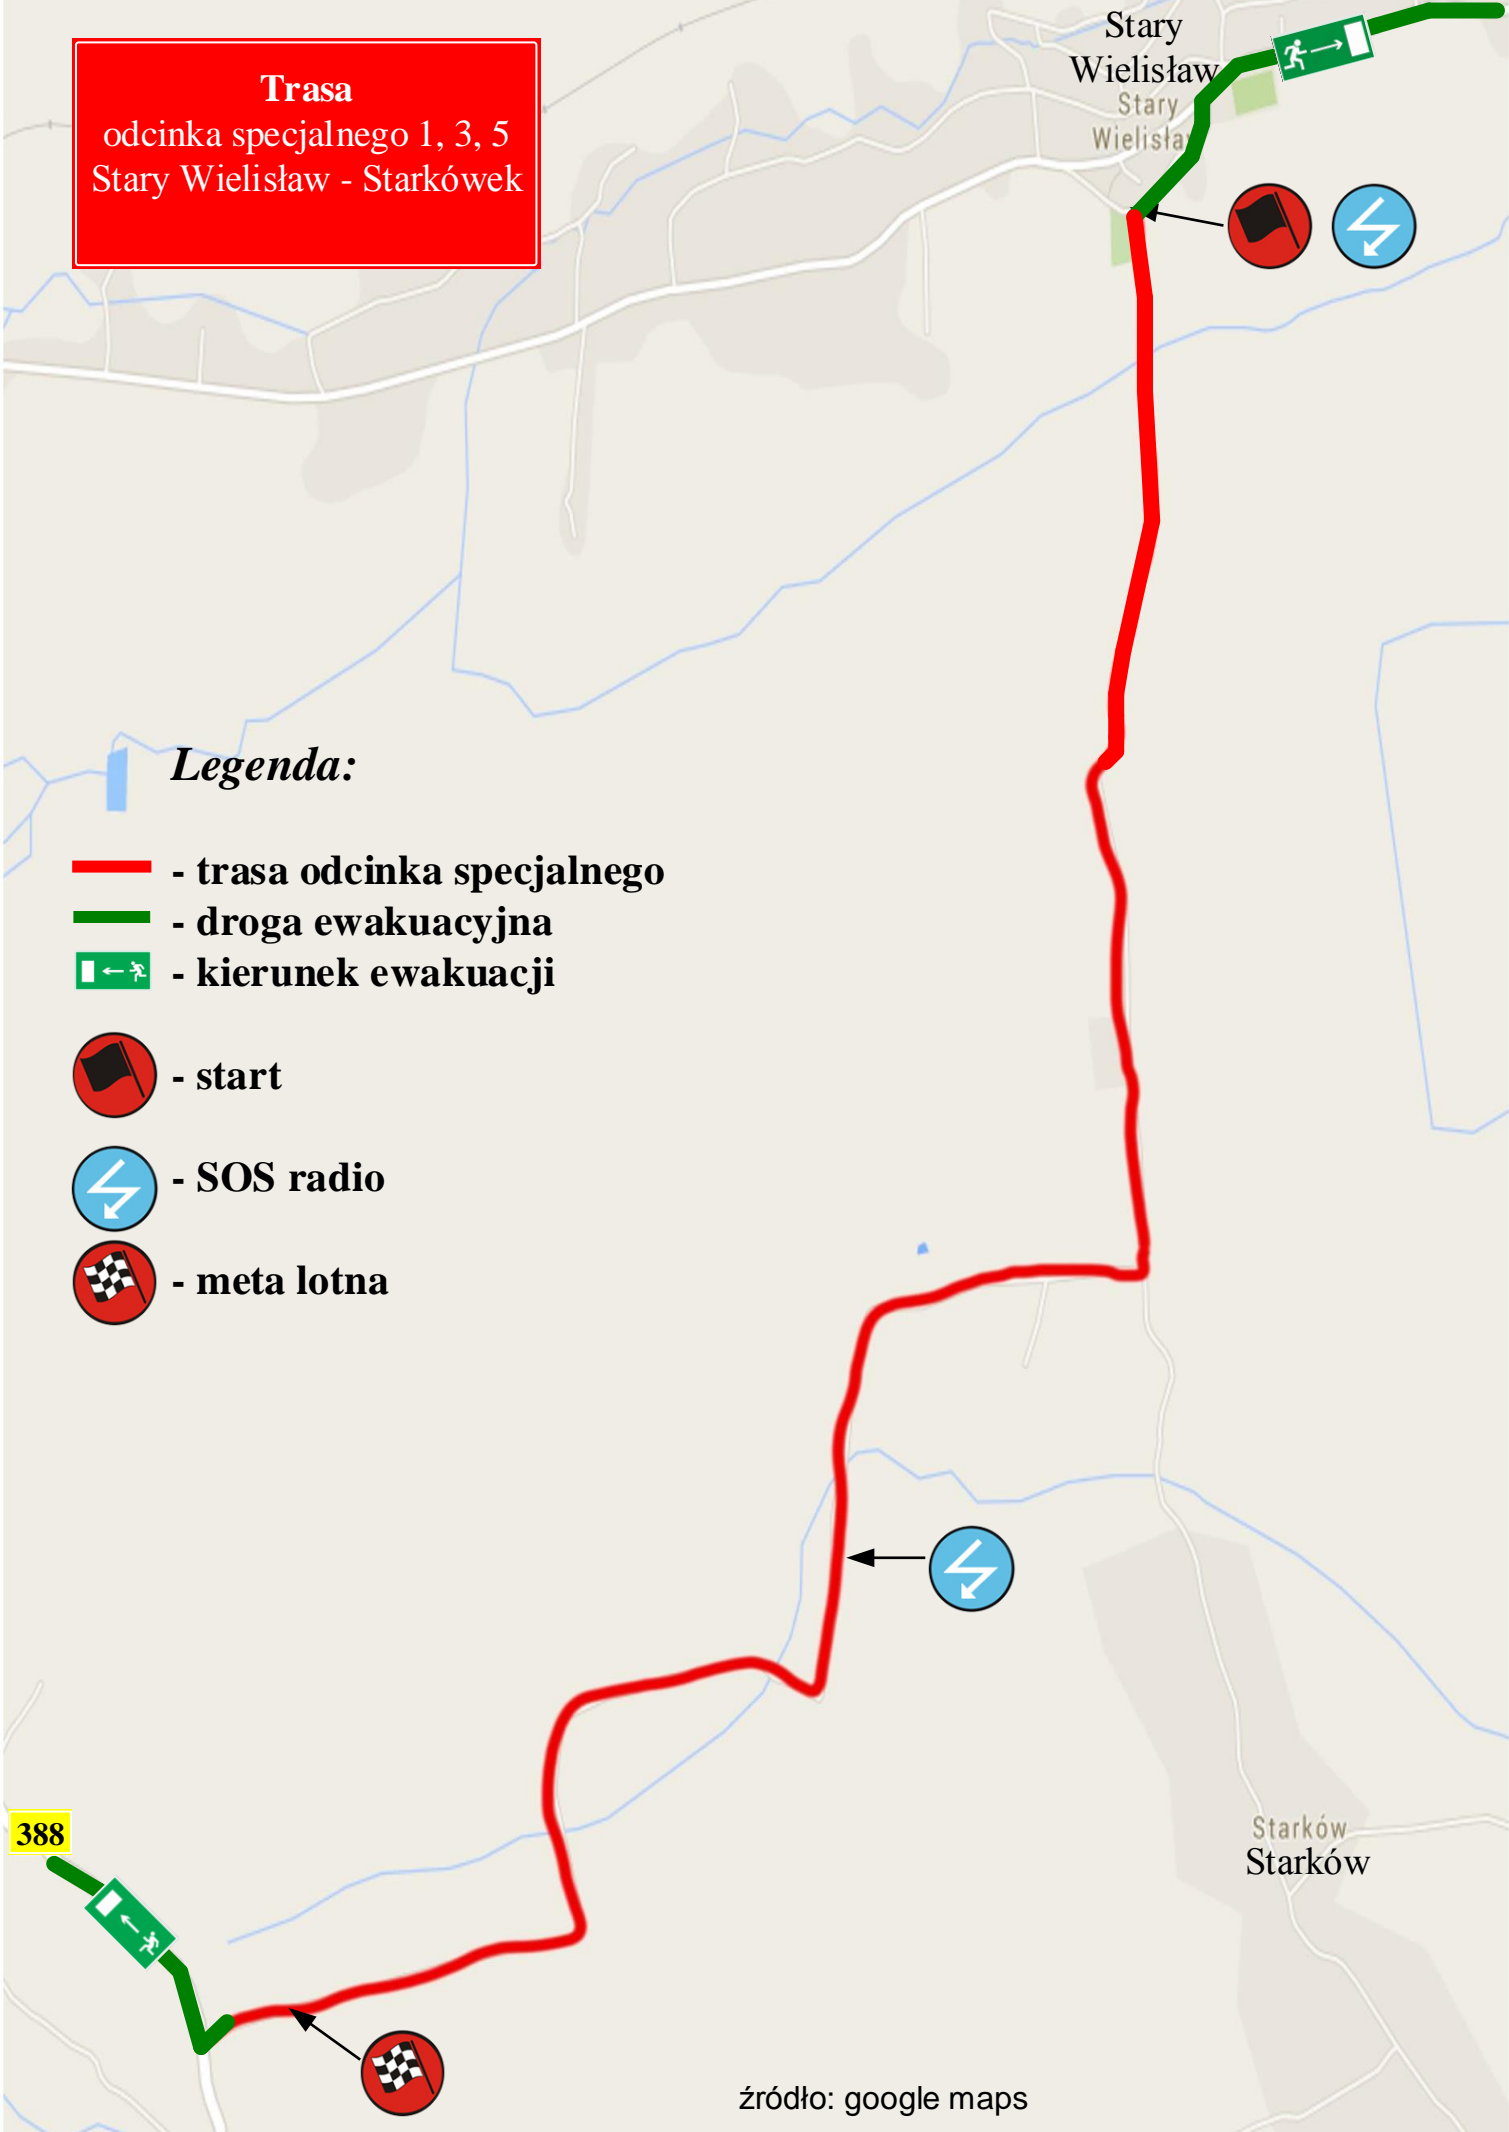 Trasa
odcinka specjalnego 1, 3, 5
Stary Wielisław - Starkówek
Stary
Wielisław
Stary
Wielisła
Legenda:
- trasa odcinka specjalnego
- droga ewakuacyjna
- kierunek ewakuacji
- start
- SOS radio
- meta lotna
388
Starków
Starków
źródło: google maps